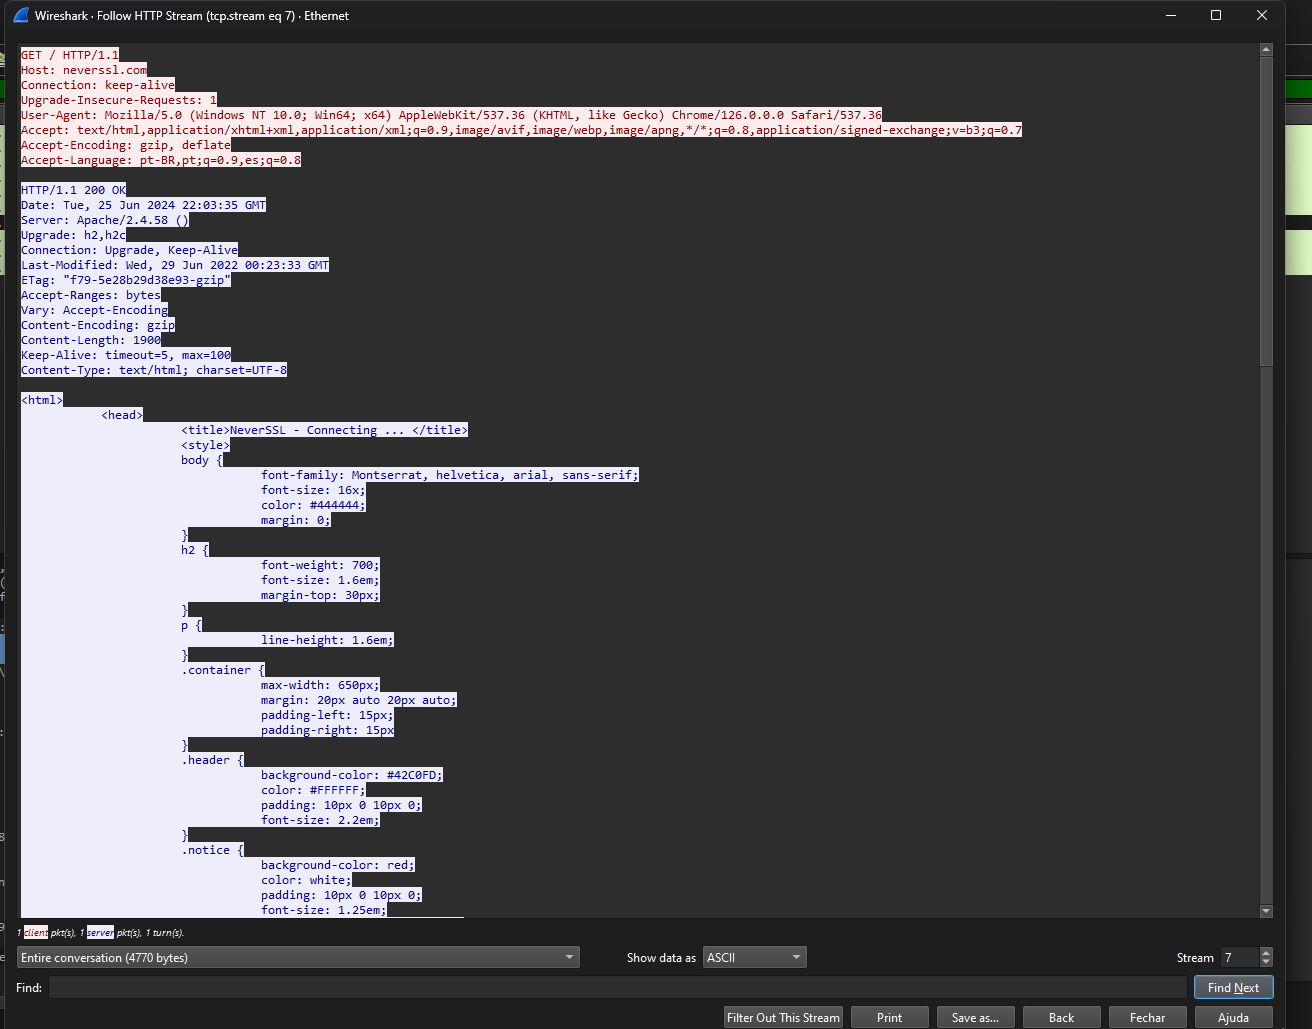 Wireshark · Follow HTTP Stream (tcp.stream eq 7) · Ethernet
GET / HTTP/1.1
Host: neverssl.com
Connection: keep-alive
Upgrade-Insecure-Requests: 1
User-Agent: Mozilla/5.0 (Windows NT 10.0; Win64; x64) AppleWebKit/537.36 (KHTML, like Gecko) Chrome/126.0.0.0 Safari/537.36
Accept: text/html,application/xhtml+xml,application/xml;q=0.9,image/avif,image/webp,image/apng,*/*;q=0.8,application/signed-exchange;v=b3;q=0.7
Accept-Encoding: gzip, deflate
Accept-Language: pt-BR,pt;q=0.9,es;q=0.8
HTTP/1.1 200 OK
Date: Tue, 25 Jun 2024 22:03:35 GMT
Server: Apache/2.4.58 ()
Upgrade: h2,h2c
Connection: Upgrade, Keep-Alive
Last-Modified: Wed, 29 Jun 2022 00:23:33 GMT
ETag: "f79-5e28b29d38e93-gzip"
Accept-Ranges: bytes
Vary: Accept-Encoding
Content-Encoding: gzip
Content-Length: 1900
Keep-Alive: timeout=5, max=100
Content-Type: text/html; charset=UTF-8
<html>
<head>
<title>NeverSSL - Connecting ... </title>
<style>
body {
font-family: Montserrat, helvetica, arial, sans-serif;
font-size: 16x;
color: #444444;
margin: 0;
}
h2 {
font-weight: 700;
font-size: 1.6em;
margin-top: 30px;
}
p {
line-height: 1.6em;
}
.container {
max-width: 650px;
margin: 20px auto 20px auto;
padding-left: 15px;
padding-right: 15px
}
.header {
background-color: #42C0FD;
color: #FFFFFF;
padding: 10px 0 10px 0;
font-size: 2.2em;
}
.notice {
background-color: red;
color: white;
padding: 10px 0 10px 0;
font-size: 1.25em;
1 client pkt(s), 1 server pkt(s), 1 turn(s).
Entire conversation (4770 bytes) Show data as ASCII Stream 7
Find: Find Next
Filter Out This Stream Print Save as... Back Fechar Ajuda